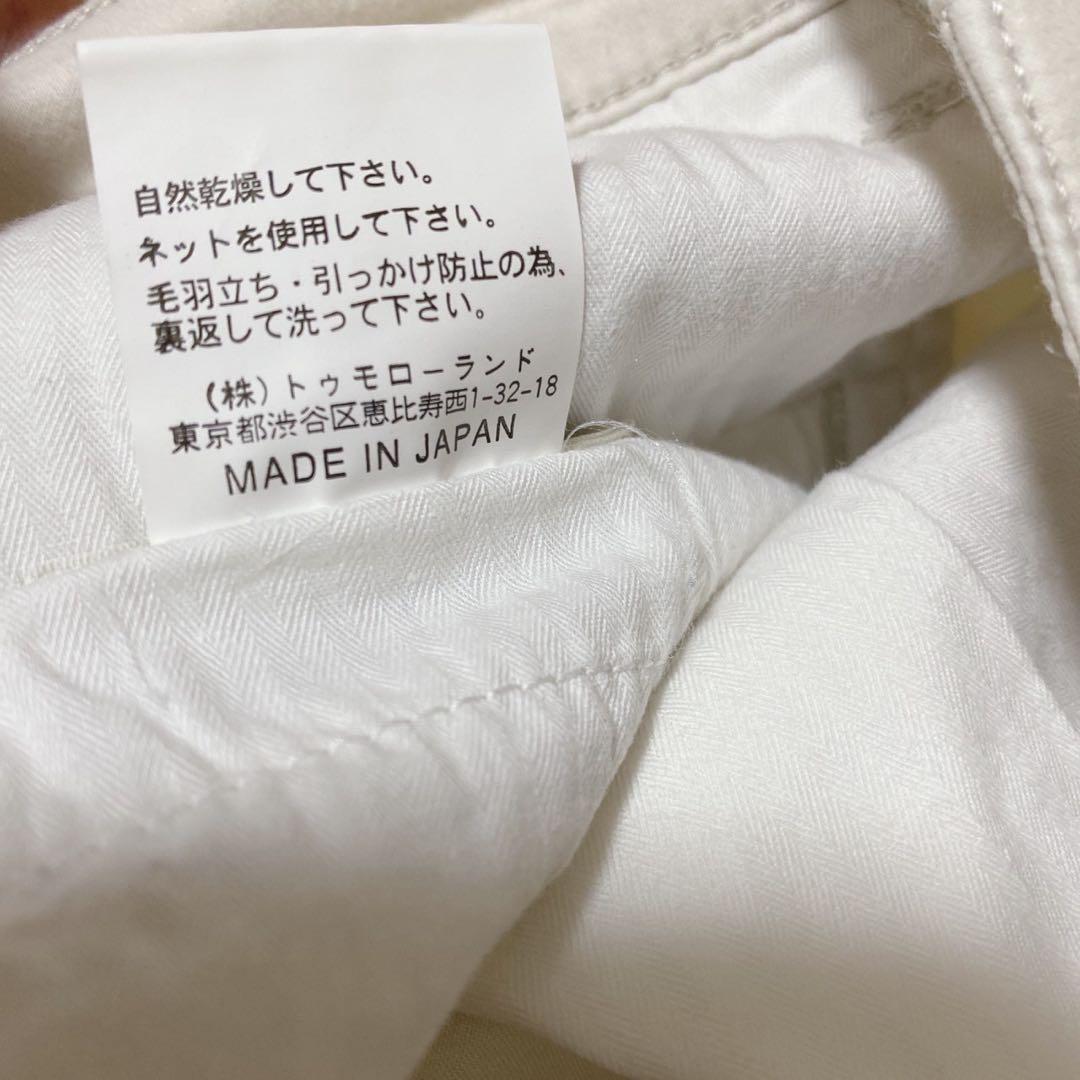 自然乾燥して下さい。
ネットを使用して下さい。
毛羽立ち・引っかけ防止の為、
裏返して洗って下さい。
(株)トゥモローランド
東京都渋谷区恵比寿西1-32-18
MADE IN JAPAN